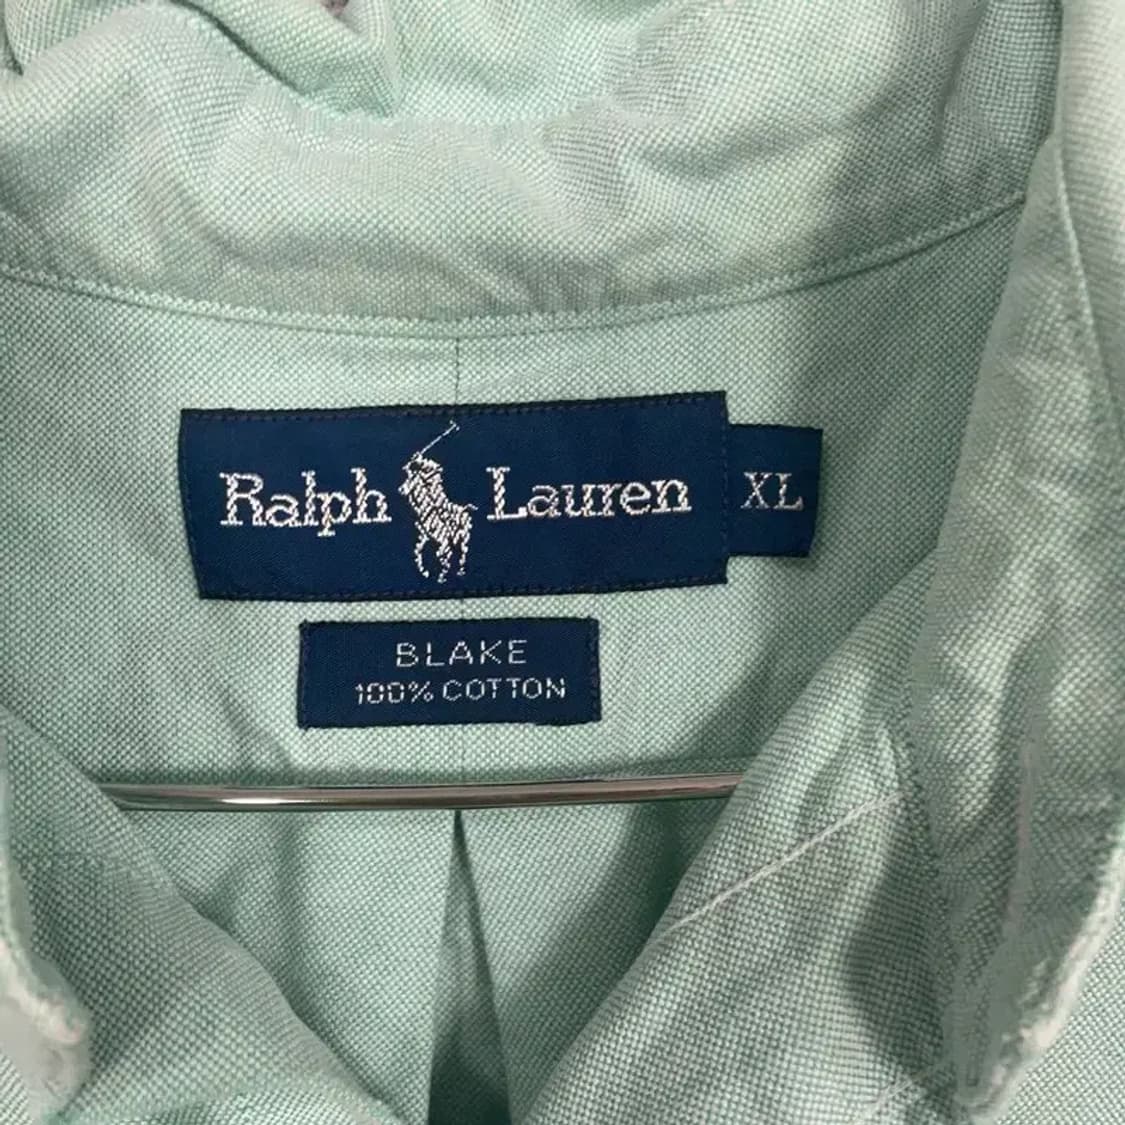 Ralph Lauren XL
BLAKE
100% COTTON